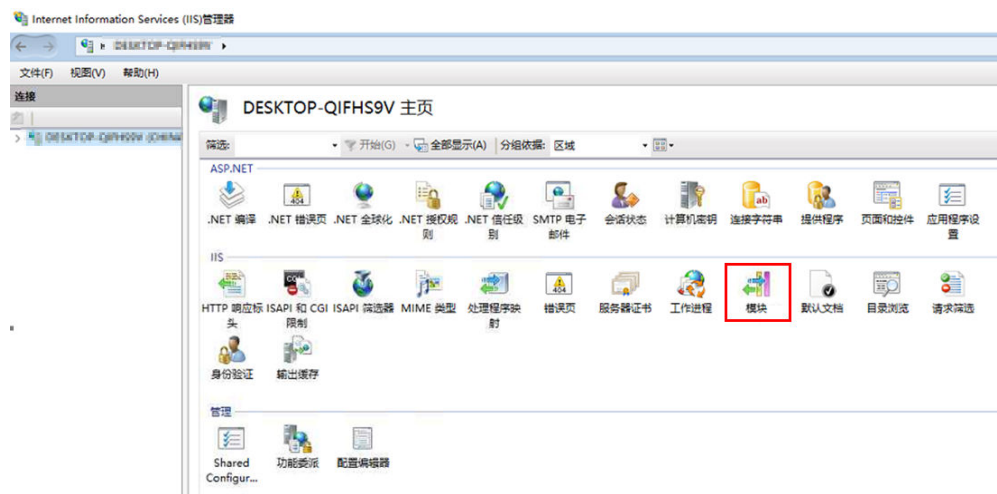 Internet Information Services (IIS)管理器
文件(F) 视图(V) 帮助(H)
连接
DESKTOP-QIFHS9V 主页
筛选: 开始(G) 全部显示(A) 分组依据: 区域
ASP.NET
.NET 编译 .NET 错误页 .NET 全球化 .NET 授权规则 .NET 信任级别 SMTP 电子邮件 会话状态 计算机密钥 连接字符串 提供程序 页面和控件 应用程序设置
IIS
HTTP 响应标头 ISAPI 和 CGI 限制 ISAPI 筛选器 MIME 类型 处理程序映射 错误页 服务器证书 工作进程 模块 默认文档 目录浏览 请求筛选
身份验证 输出缓存
管理
Shared Configur... 功能委派 配置编辑器